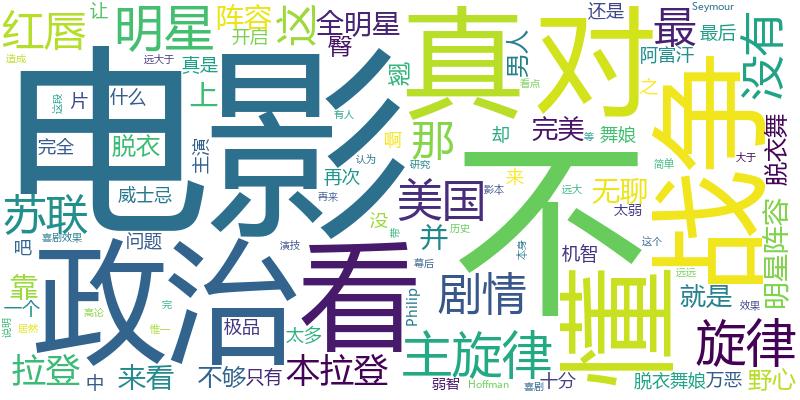 让
阵容
还是
Seymour
红唇
明星
开启
囟
全明星
臀
男人
最
阿富汗
最后
没有
造成
远大于
真是
翘
真
对
看点
之
这段
片
什么
上
电影
有人
那
却
完美
舞娘
等
战争
脱衣舞
完全
脱衣
主演
啊
认为
研究
不
来
简单
大于
苏联
威士忌
再次
美国
再来
影本
无聊
远大
明星阵容
吧
喜剧效果
问题
没
演技
并
历史
太弱
本身
这个
靠
一个
政治
看
幕后
剧情
机智
懂
远远
就是
效果
说明
居然
高论
完
惟一
极品
太多
Philip
主旋律
旋律
拉登
中
来看
不够
只有
本拉登
弱智
Hoffman
喜剧
十分
脱衣舞娘
万恶
野心